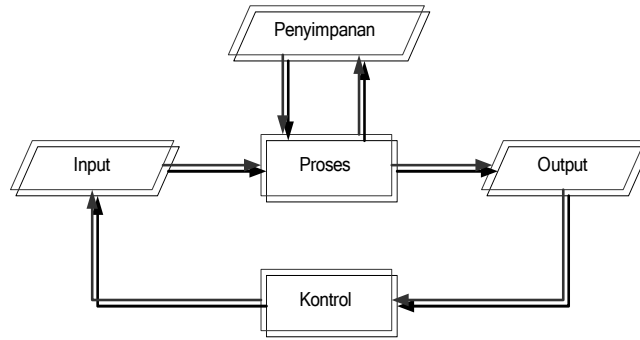 Penyimpanan
Input
Proses
Output
Kontrol